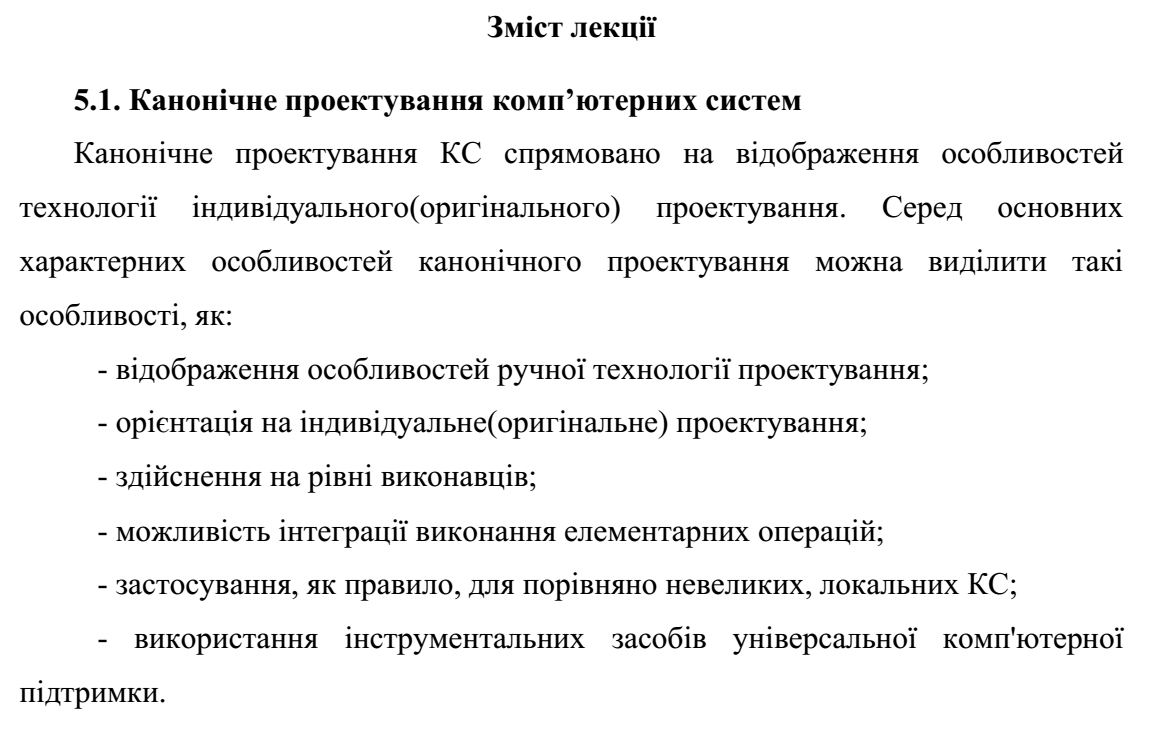 Зміст лекції
5.1. Канонічне проектування комп’ютерних систем
Канонічне проектування КС спрямовано на відображення особливостей
технології індивідуального(оригінального) проектування. Серед основних
характерних особливостей канонічного проектування можна виділити такі
особливості, як:
- відображення особливостей ручної технології проектування;
- орієнтація на індивідуальне(оригінальне) проектування;
- здійснення на рівні виконавців;
- можливість інтеграції виконання елементарних операцій;
- застосування, як правило, для порівняно невеликих, локальних КС;
- використання інструментальних засобів універсальної комп'ютерної
підтримки.